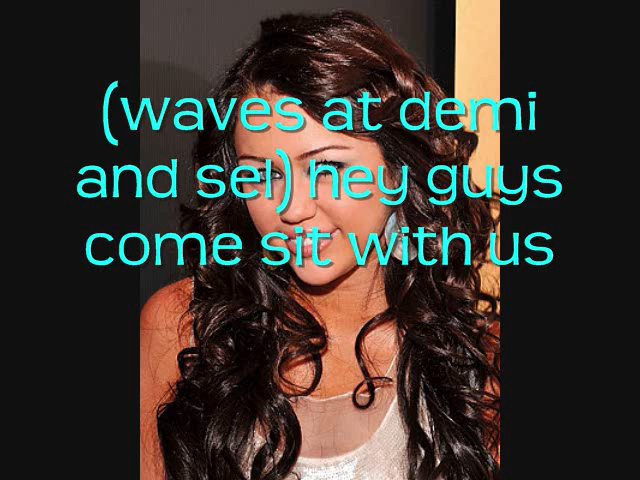 (waves at demi
and sel) hey guys
come sit with us